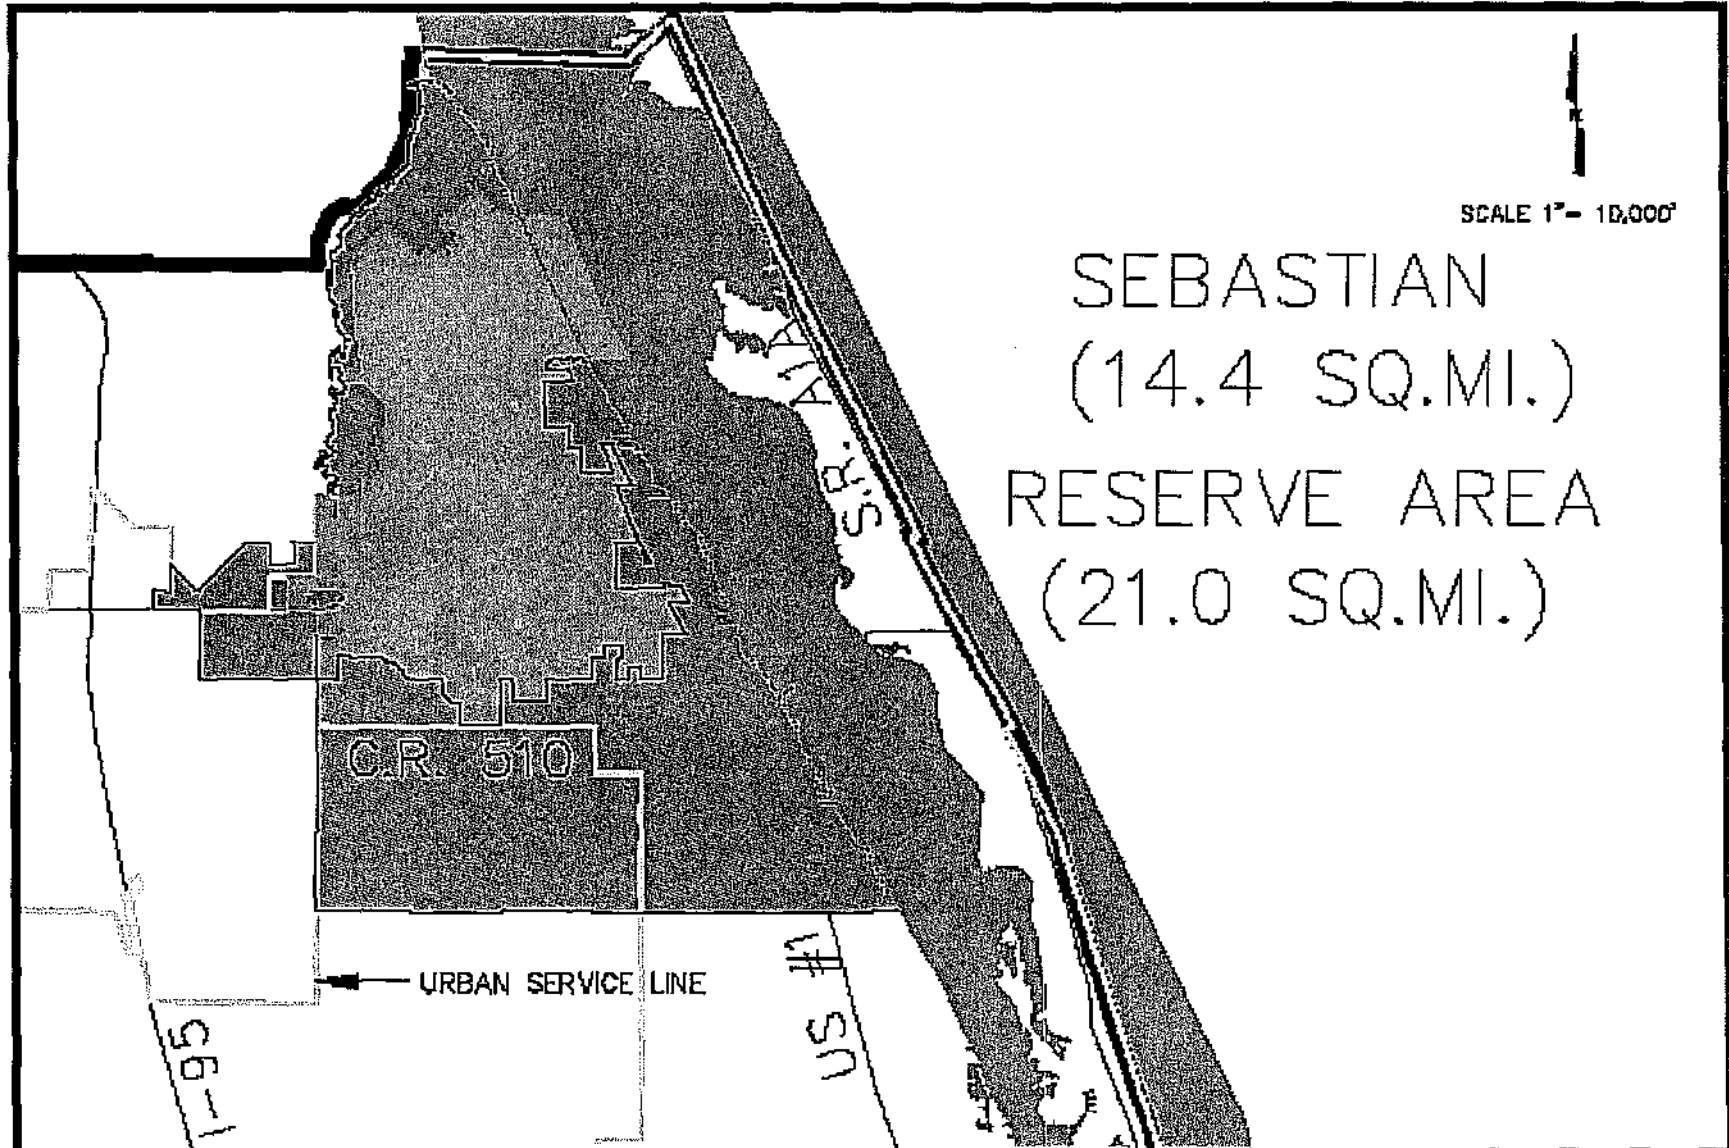 SCALE 1"= 10,000'
SEBASTIAN
(14.4 SQ.MI.)
RESERVE AREA
(21.0 SQ.MI.)
S.R. A1A
C.R. 510
URBAN SERVICE LINE
US #1
I-95